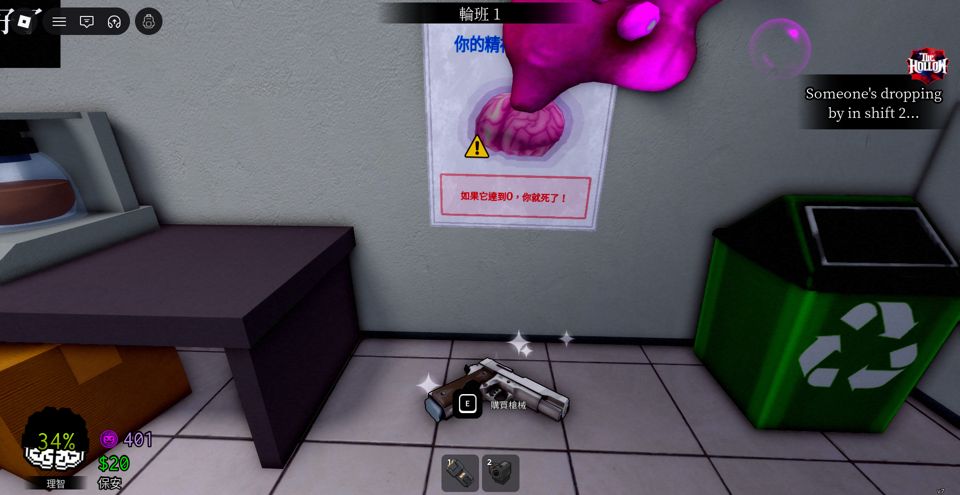 輪班 1
你的精
THE
HOLLOW
Someone's dropping
by in shift 2...
如果它達到0,你就死了!
E
購買槍械
34%
401
$20
理智
保安
1
2
v7